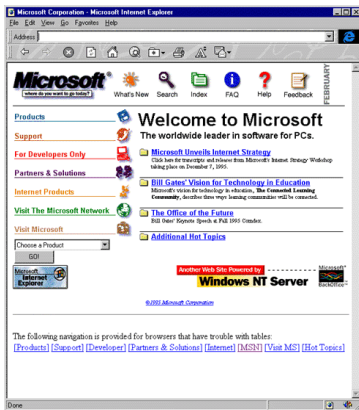 Microsoft Corporation - Microsoft Internet Explorer
File Edit View Go Favorites Help
Address
Microsoft®
where do you want to go today?
What's New
Search
Index
FAQ
Help
Feedback
FEBRUARY
Products
Support
For Developers Only
Partners & Solutions
Internet Products
Visit The Microsoft Network
Visit Microsoft
Choose a Product
GO!
Microsoft
Internet
Explorer
Welcome to Microsoft
The worldwide leader in software for PCs.
Microsoft Unveils Internet Strategy
Click here for transcripts and releases from Microsoft's Internet Strategy Workshop
taking place on December 7, 1995.
Bill Gates' Vision for Technology in Education
Microsoft's vision for technology in education, The Connected Learning
Community, describes three ways learning communities will be connected.
The Office of the Future
Bill Gates' Keynote Speech at Fall 1995 Comdex.
Additional Hot Topics
Another Web Site Powered by
Windows NT Server
Microsoft®
BackOffice
©1995 Microsoft Corporation
The following navigation is provided for browsers that have trouble with tables:
[Products] [Support] [Developer] [Partners & Solutions] [Internet] [MSN] [Visit MS] [Hot Topics]
Done